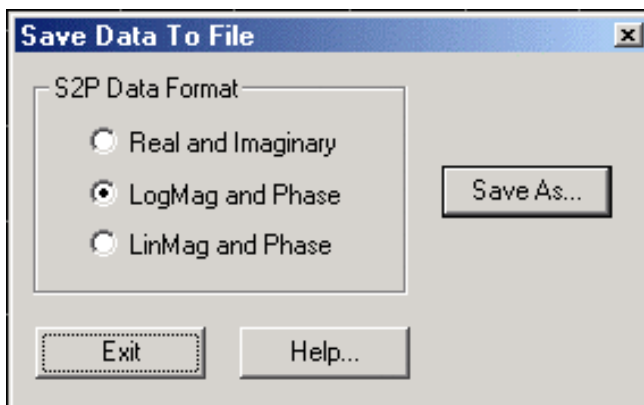 Save Data To File
S2P Data Format
Real and Imaginary
LogMag and Phase
Save As...
LinMag and Phase
Exit
Help...